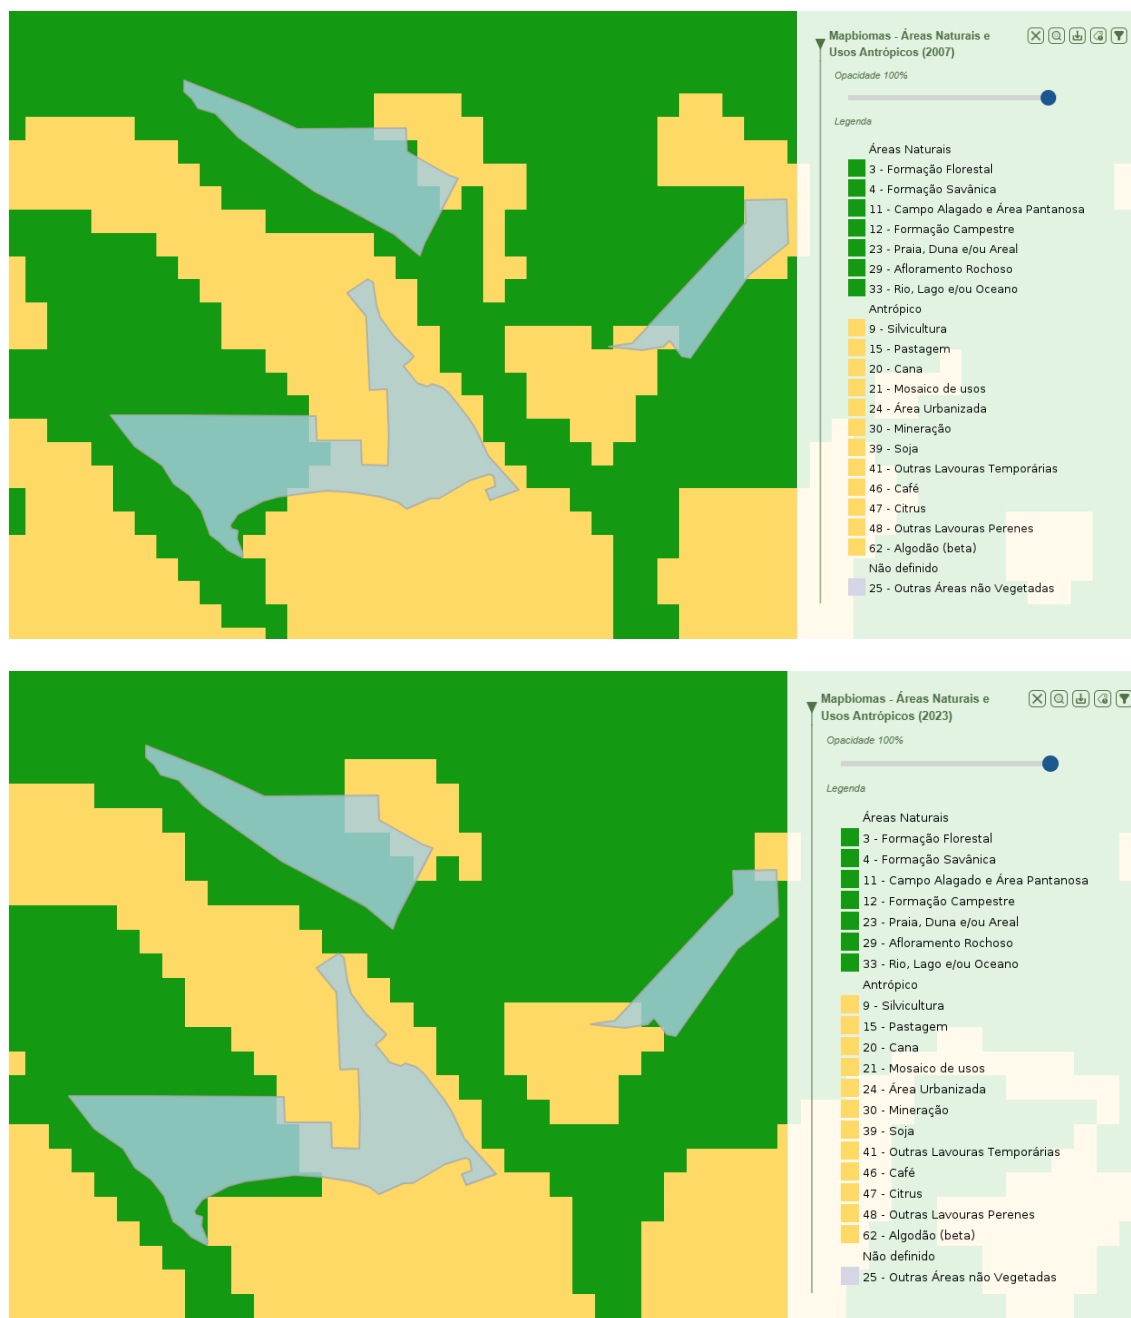 Mapbiomas - Áreas Naturais e
Usos Antrópicos (2007)
Opacidade 100%
Legenda
Áreas Naturais
3 - Formação Florestal
4 - Formação Savânica
11 - Campo Alagado e Área Pantanosa
12 - Formação Campestre
23 - Praia, Duna e/ou Areal
29 - Afloramento Rochoso
33 - Rio, Lago e/ou Oceano
Antrópico
9 - Silvicultura
15 - Pastagem
20 - Cana
21 - Mosaico de usos
24 - Área Urbanizada
30 - Mineração
39 - Soja
41 - Outras Lavouras Temporárias
46 - Café
47 - Citrus
48 - Outras Lavouras Perenes
62 - Algodão (beta)
Não definido
25 - Outras Áreas não Vegetadas
Mapbiomas - Áreas Naturais e
Usos Antrópicos (2023)
Opacidade 100%
Legenda
Áreas Naturais
3 - Formação Florestal
4 - Formação Savânica
11 - Campo Alagado e Área Pantanosa
12 - Formação Campestre
23 - Praia, Duna e/ou Areal
29 - Afloramento Rochoso
33 - Rio, Lago e/ou Oceano
Antrópico
9 - Silvicultura
15 - Pastagem
20 - Cana
21 - Mosaico de usos
24 - Área Urbanizada
30 - Mineração
39 - Soja
41 - Outras Lavouras Temporárias
46 - Café
47 - Citrus
48 - Outras Lavouras Perenes
62 - Algodão (beta)
Não definido
25 - Outras Áreas não Vegetadas